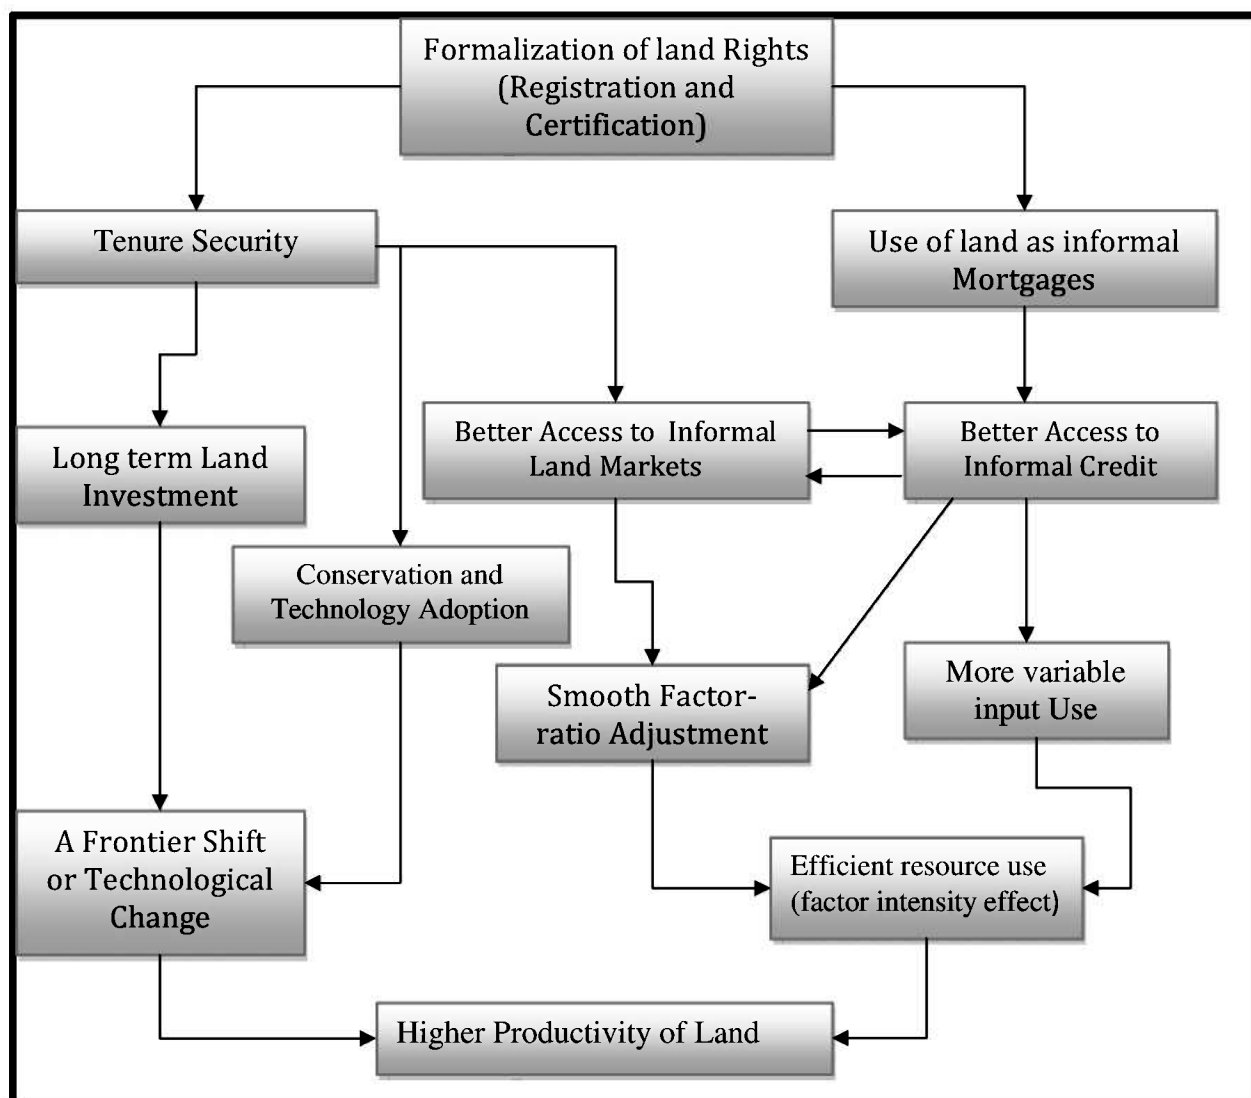 Formalization of land Rights
(Registration and
Certification)
Tenure Security
Use of land as informal
Mortgages
Better Access to Informal
Land Markets
Better Access to
Informal Credit
Long term Land
Investment
Conservation and
Technology Adoption
Smooth Factor-
ratio Adjustment
More variable
input Use
A Frontier Shift
or Technological
Change
Efficient resource use
(factor intensity effect)
Higher Productivity of Land